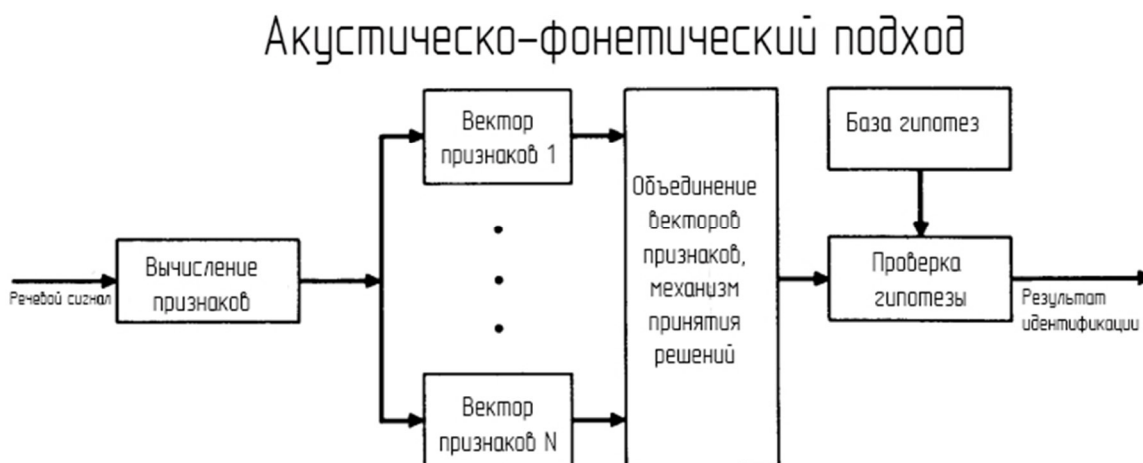 Акустическо-фонетический подход
Речевой сигнал
Вычисление
признаков
Вектор
признаков 1
Вектор
признаков N
Объединение
векторов
признаков,
механизм
принятия
решений
База гипотез
Проверка
гипотезы
Результат
идентификации